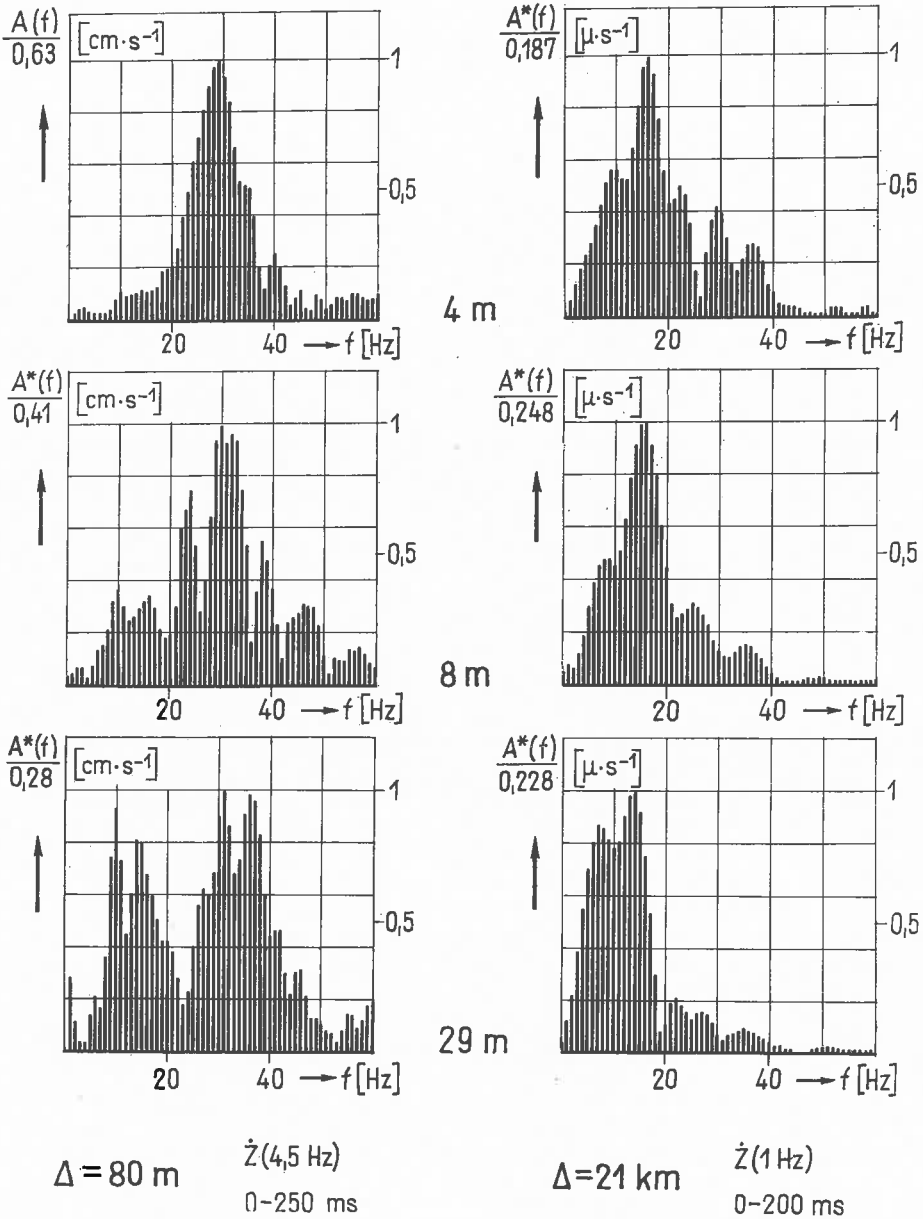 A(f)/0,63 [cm·s⁻¹]
1
0,5
20 40 → f [Hz]
A*(f)/0,187 [μ·s⁻¹]
1
0,5
20 40 → f [Hz]
4 m
A*(f)/0,41 [cm·s⁻¹]
1
0,5
20 40 → f [Hz]
A*(f)/0,248 [μ·s⁻¹]
1
0,5
20 40 → f [Hz]
8 m
A*(f)/0,28 [cm·s⁻¹]
1
0,5
20 40 → f [Hz]
A*(f)/0,228 [μ·s⁻¹]
1
0,5
20 40 → f [Hz]
29 m
Δ = 80 m
Ż (4,5 Hz)
0-250 ms
Δ=21 km
Ż (1 Hz)
0-200 ms